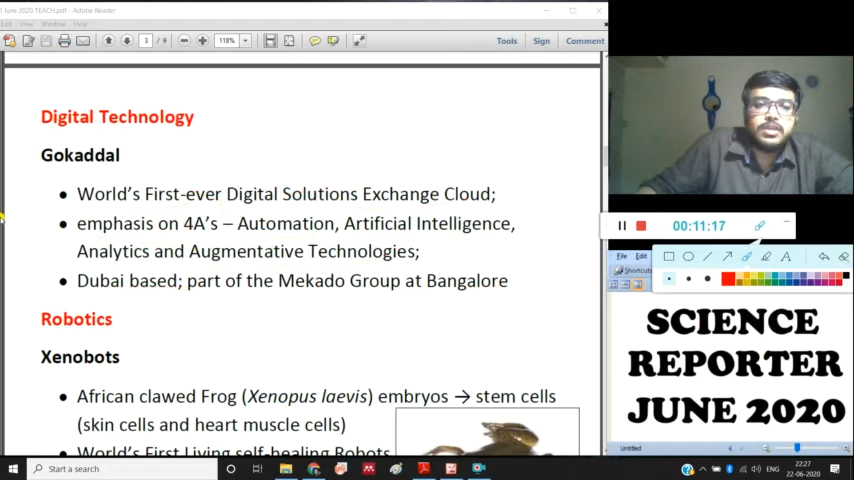 June 2020 TEACH.pdf - Adobe Reader
Edit View Window Help
3 / 9 118% Tools Sign Comment
Digital Technology
Gokaddal
• World's First-ever Digital Solutions Exchange Cloud;
• emphasis on 4A's – Automation, Artificial Intelligence,
Analytics and Augmentative Technologies;
• Dubai based; part of the Mekado Group at Bangalore
Robotics
Xenobots
• African clawed Frog (Xenopus laevis) embryos → stem cells
(skin cells and heart muscle cells)
• World's First Living self-healing Robots
00:11:17
File Edit
Shortcuts
A
SCIENCE
REPORTER
JUNE 2020
Untitled
Start a search
ENG
22:27
22-06-2020